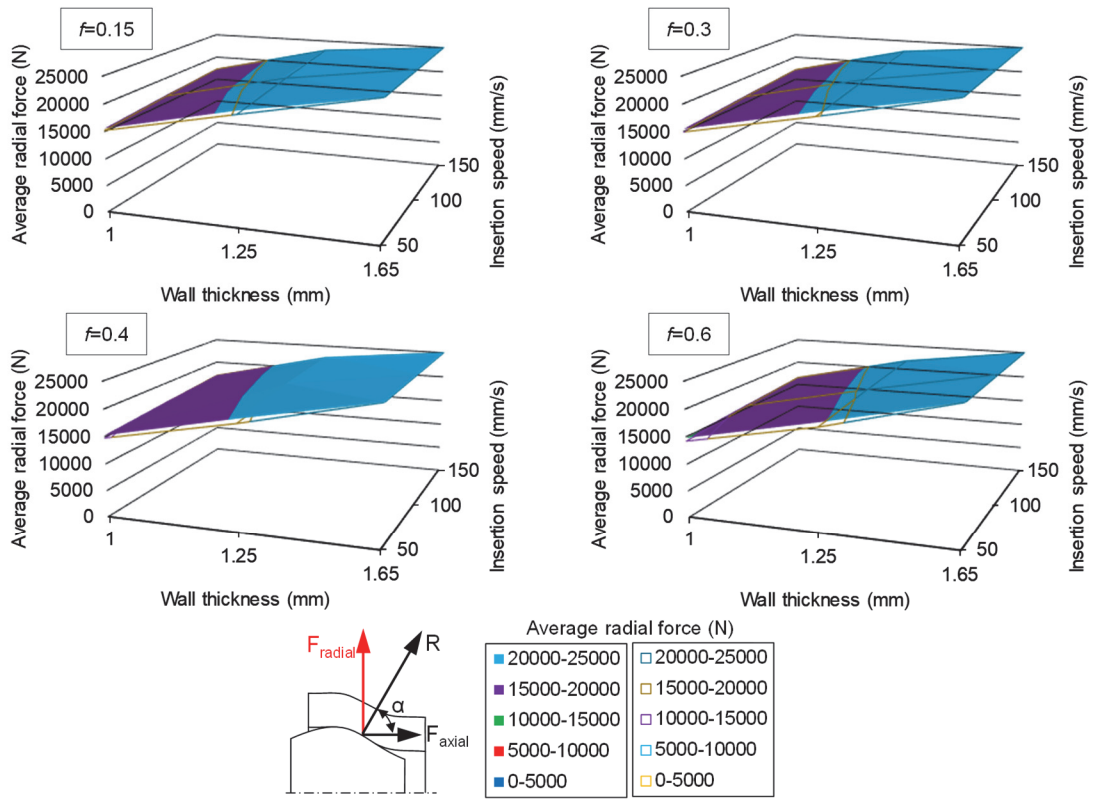 f=0.15
Average radial force (N)
25000
20000
15000
10000
5000
0
1
1.25
1.65
Wall thickness (mm)
50
100
150
Insertion speed (mm/s)
f=0.3
Average radial force (N)
25000
20000
15000
10000
5000
0
1
1.25
1.65
Wall thickness (mm)
50
100
150
Insertion speed (mm/s)
f=0.4
Average radial force (N)
25000
20000
15000
10000
5000
0
1
1.25
1.65
Wall thickness (mm)
50
100
150
Insertion speed (mm/s)
f=0.6
Average radial force (N)
25000
20000
15000
10000
5000
0
1
1.25
1.65
Wall thickness (mm)
50
100
150
Insertion speed (mm/s)
Fradial
R
α
Faxial
Average radial force (N)
20000-25000
15000-20000
10000-15000
5000-10000
0-5000
20000-25000
15000-20000
10000-15000
5000-10000
0-5000